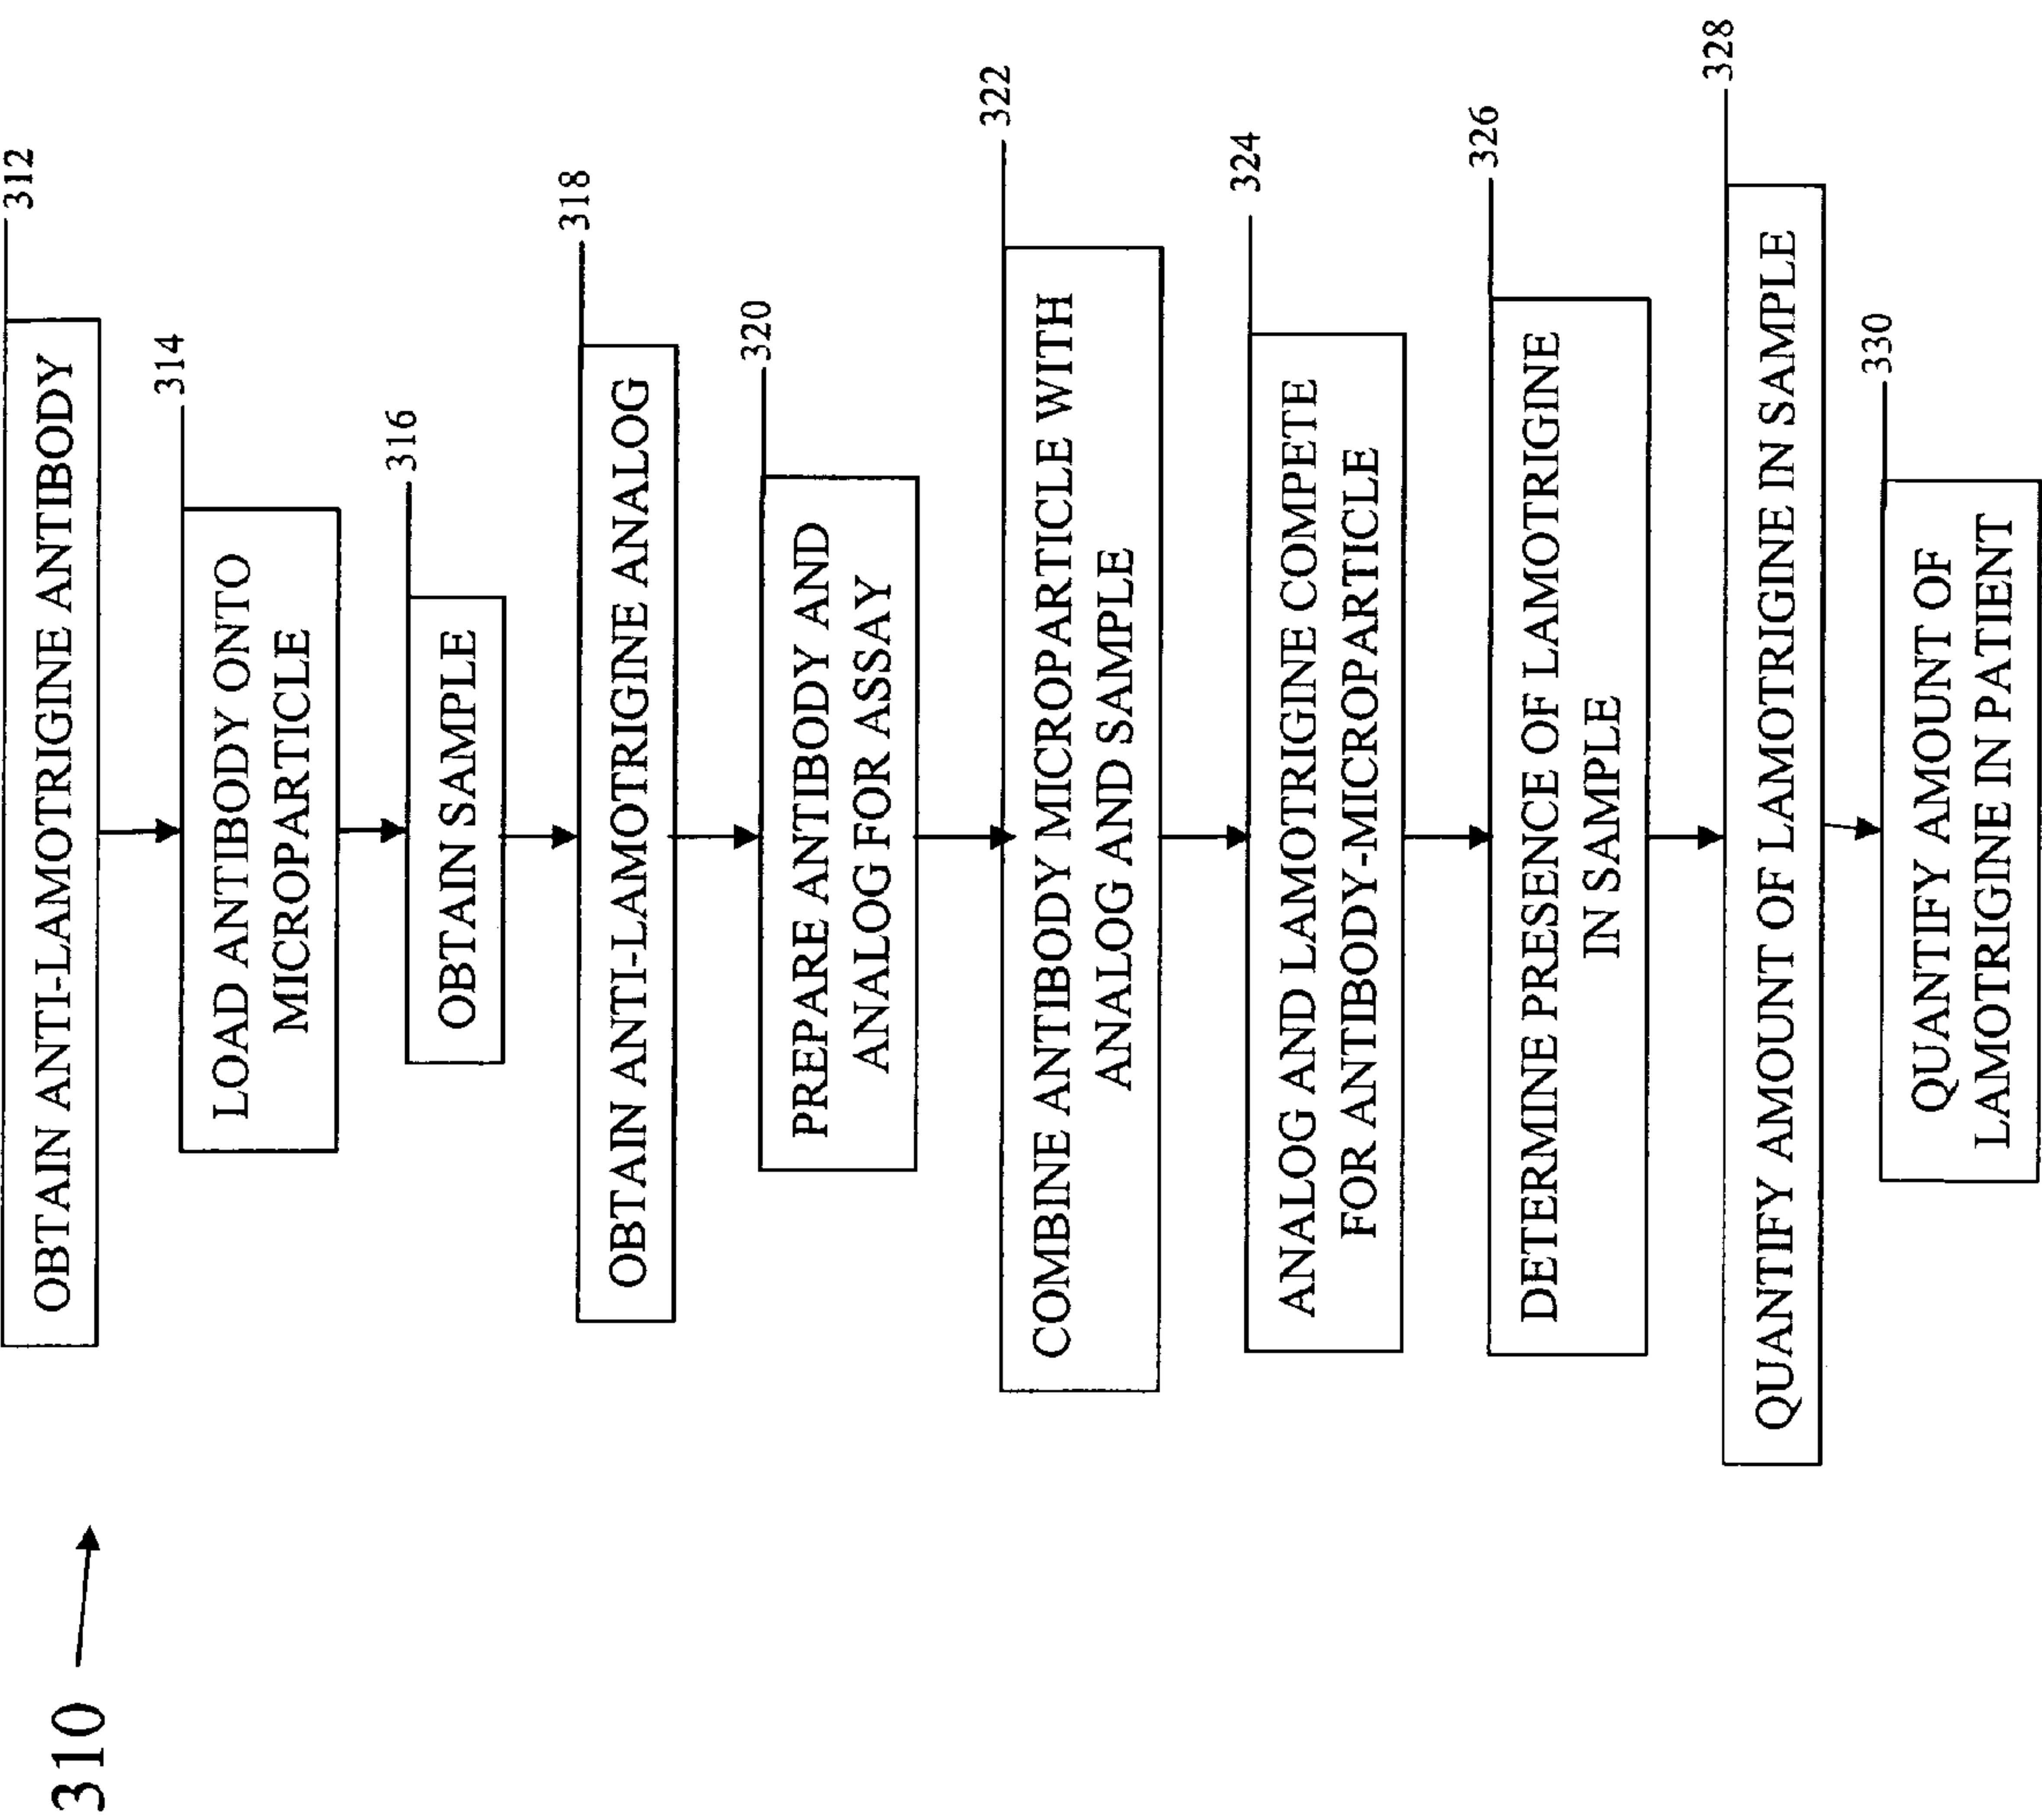 310
312
OBTAIN ANTI-LAMOTRIGINE ANTIBODY
314
LOAD ANTIBODY ONTO
MICROPARTICLE
316
OBTAIN SAMPLE
318
OBTAIN ANTI-LAMOTRIGINE ANALOG
320
PREPARE ANTIBODY AND
ANALOG FOR ASSAY
322
COMBINE ANTIBODY MICROPARTICLE WITH
ANALOG AND SAMPLE
324
ANALOG AND LAMOTRIGINE COMPETE
FOR ANTIBODY-MICROPARTICLE
326
DETERMINE PRESENCE OF LAMOTRIGINE
IN SAMPLE
328
QUANTIFY AMOUNT OF LAMOTRIGINE IN SAMPLE
330
QUANTIFY AMOUNT OF
LAMOTRIGINE IN PATIENT